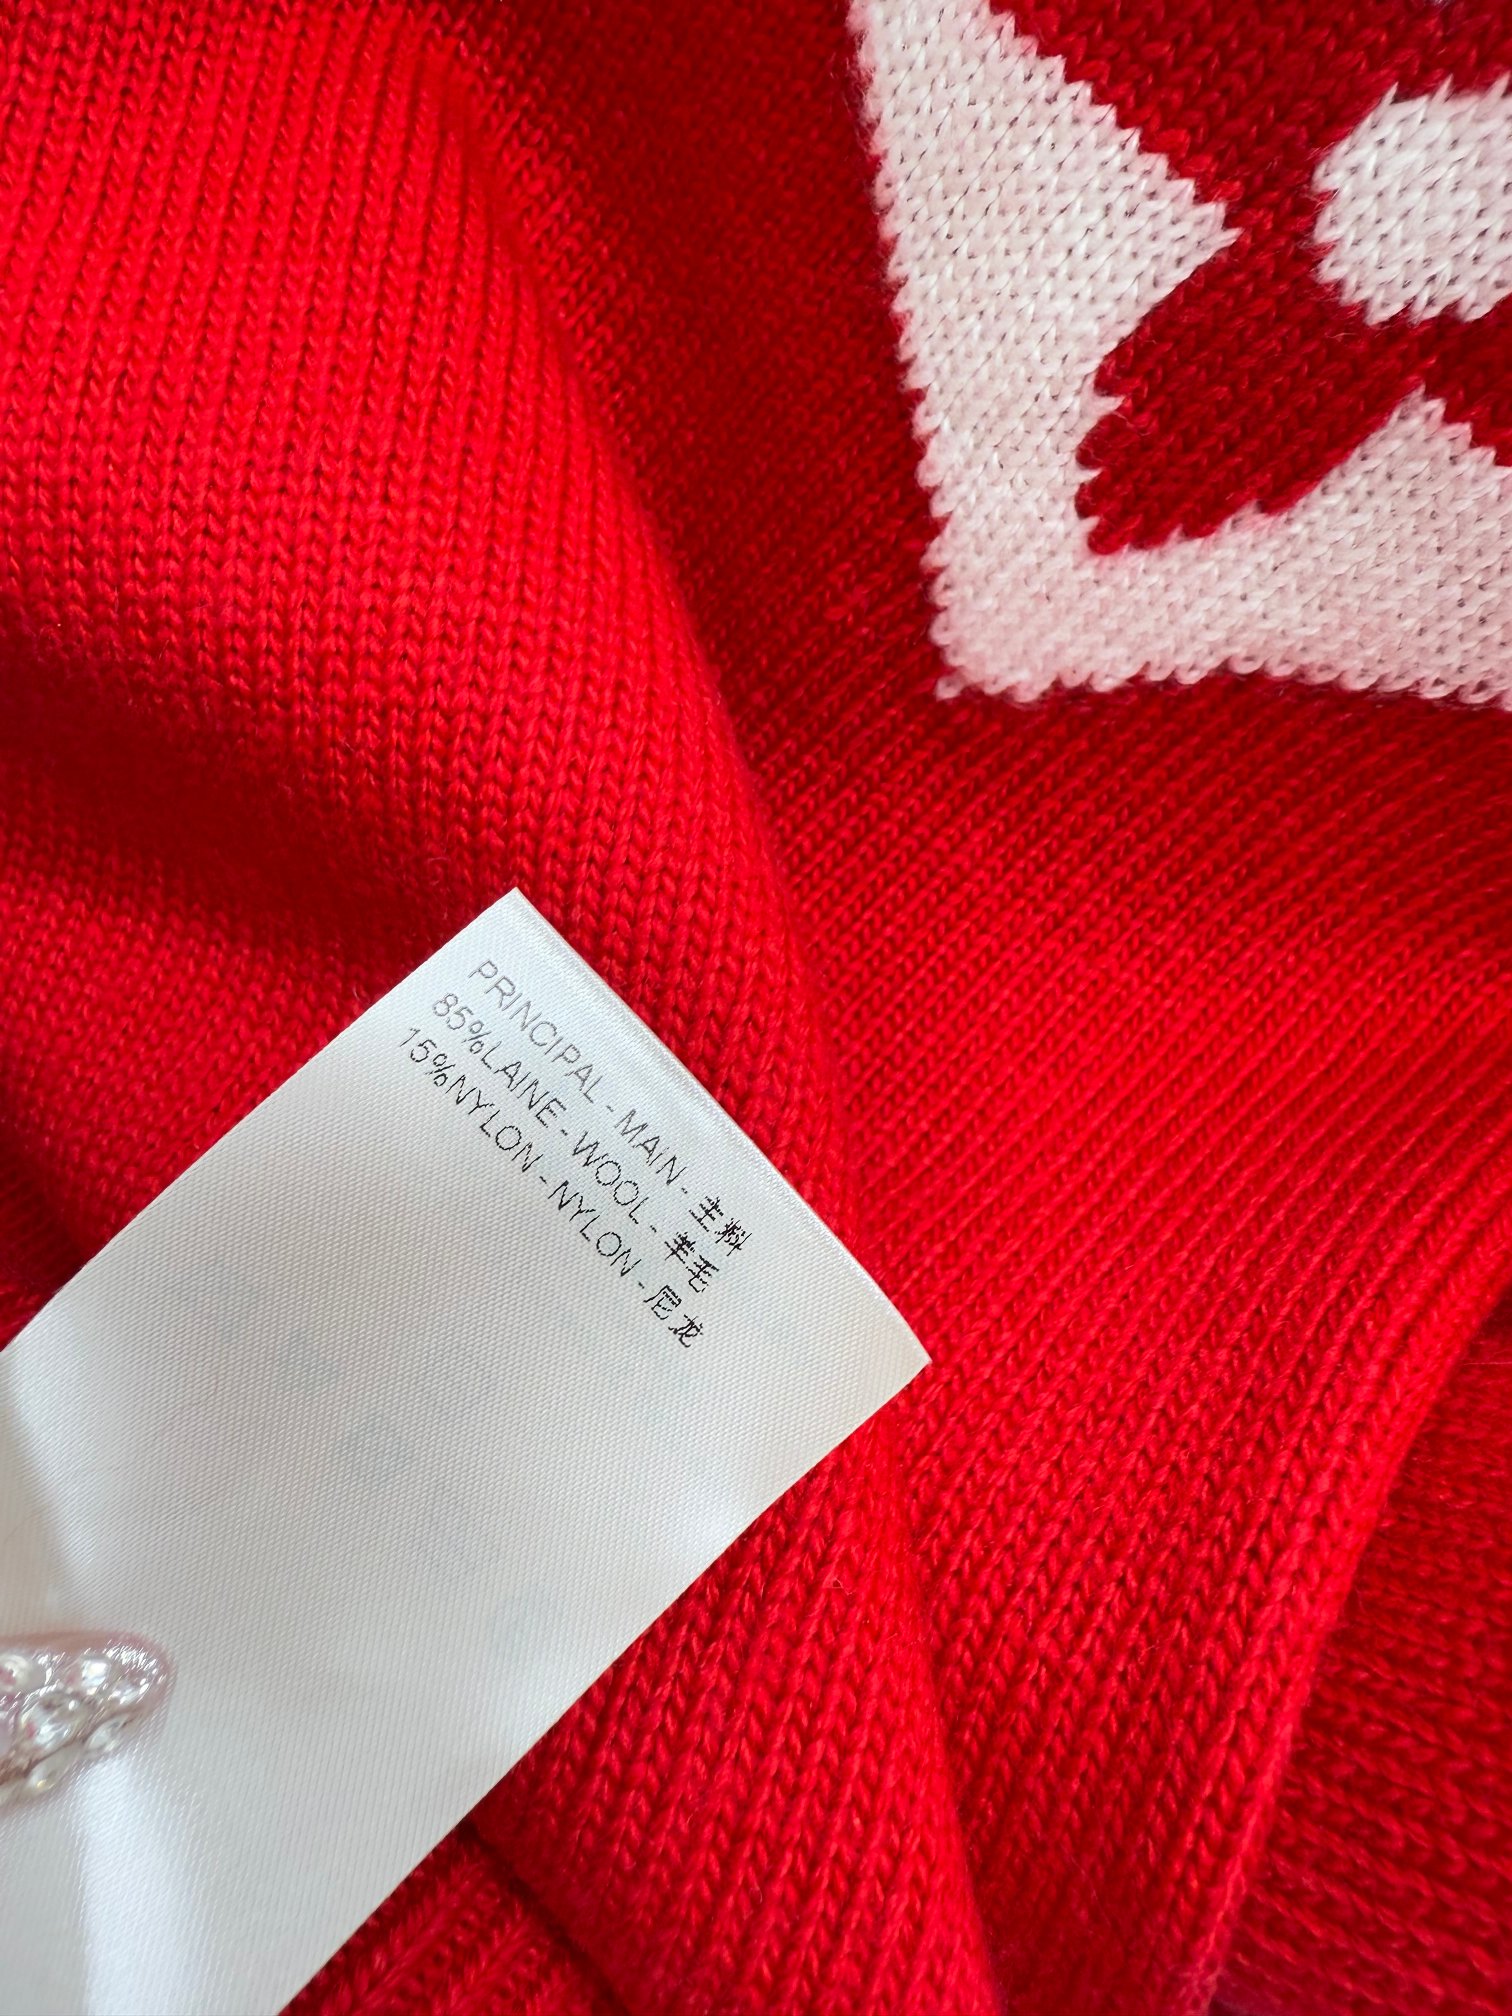 PRINCIPAL - MAIN - 主料
85%LAINE - WOOL - 羊毛
15%NYLON - NYLON - 尼龙